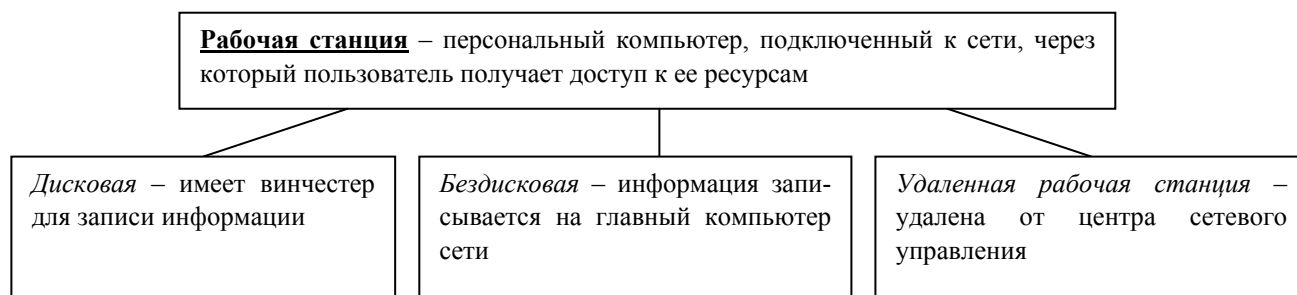 Рабочая станция – персональный компьютер, подключенный к сети, через
который пользователь получает доступ к ее ресурсам
Дисковая – имеет винчестер
для записи информации
Бездисковая – информация запи-
сывается на главный компьютер
сети
Удаленная рабочая станция –
удалена от центра сетевого
управления